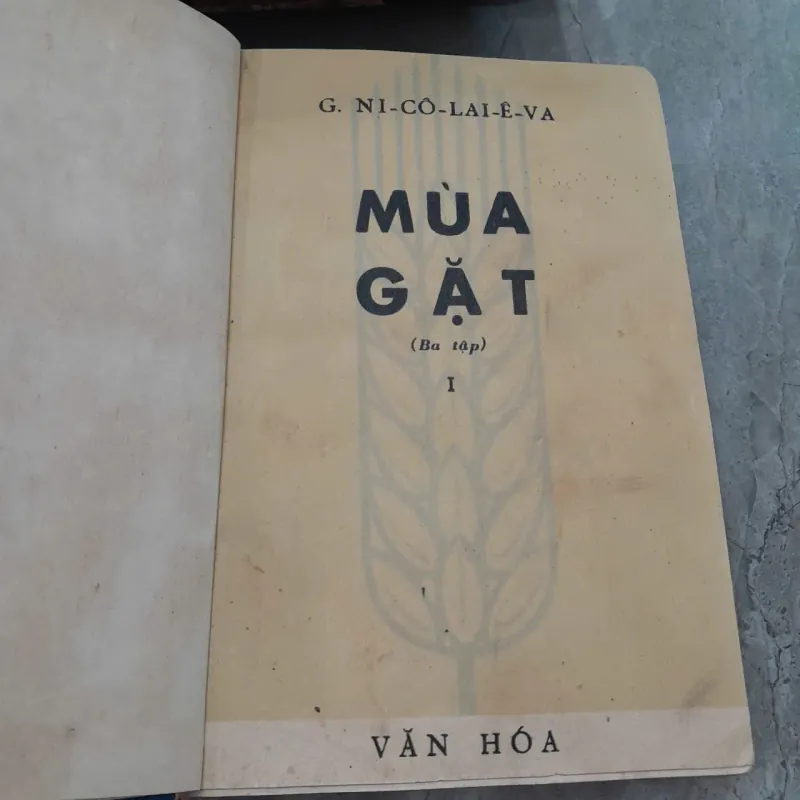 G. NI-CÔ-LAI-Ê-VA
MÙA
GẶT
(Ba tập)
I
VĂN HÓA